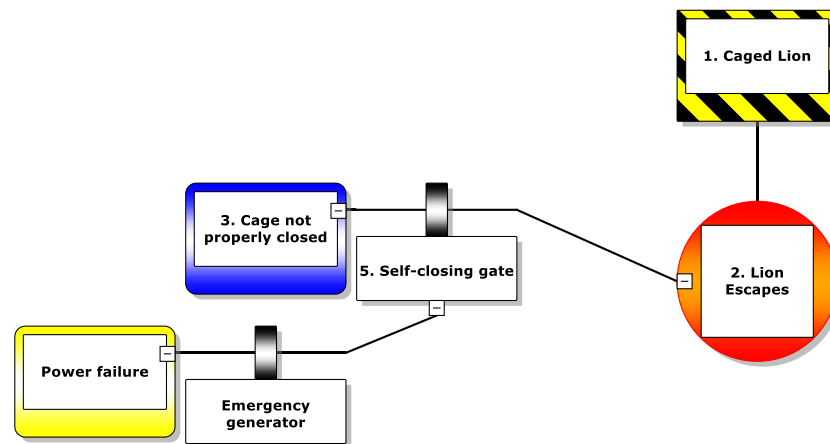 1. Caged Lion
3. Cage not
properly closed
5. Self-closing gate
2. Lion
Escapes
Power failure
Emergency
generator